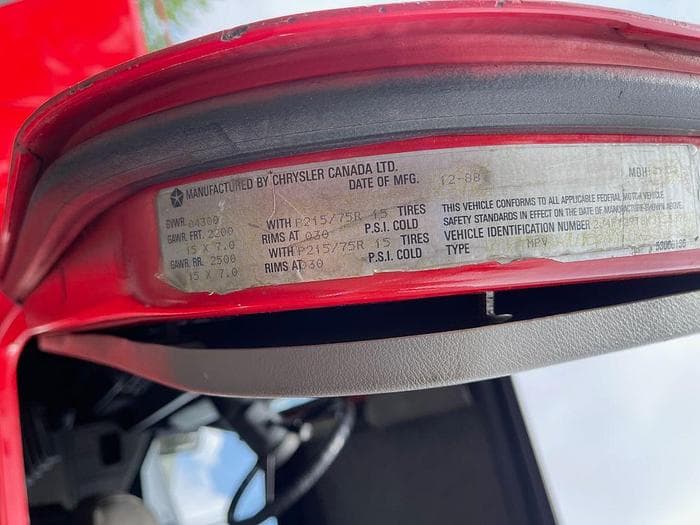 MANUFACTURED BY CHRYSLER CANADA LTD.
DATE OF MFG. 12-88 MDH
GVWR. 04300
GAWR. FRT. 2200 WITH P215/75R 15 TIRES
15 X 7.0 RIMS AT 030 P.S.I. COLD
GAWR. RR. 2500 WITH P215/75R 15 TIRES
15 X 7.0 RIMS AT 030 P.S.I. COLD
THIS VEHICLE CONFORMS TO ALL APPLICABLE FEDERAL MOTOR VEHICLE
SAFETY STANDARDS IN EFFECT ON THE DATE OF MANUFACTURE SHOWN ABOVE.
VEHICLE IDENTIFICATION NUMBER
TYPE MPV